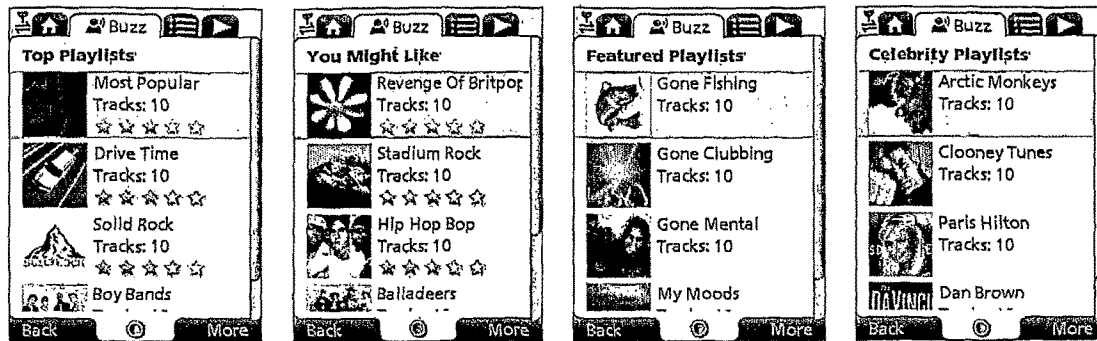 Buzz
Top Playlists
Most Popular
Tracks: 10
Drive Time
Tracks: 10
Solid Rock
Tracks: 10
SOLID ROCK
Boy Bands
Back
More
Buzz
You Might Like
Revenge Of Britpop
Tracks: 10
Stadium Rock
Tracks: 10
Hip Hop Bop
Tracks: 10
Balladeers
Back
More
Buzz
Featured Playlists
Gone Fishing
Tracks: 10
Gone Clubbing
Tracks: 10
Gone Mental
Tracks: 10
My Moods
Back
More
Buzz
Celebrity Playlists
Arctic Monkeys
Tracks: 10
Clooney Tunes
Tracks: 10
Paris Hilton
Tracks: 10
Dan Brown
DAVINCI
Back
More